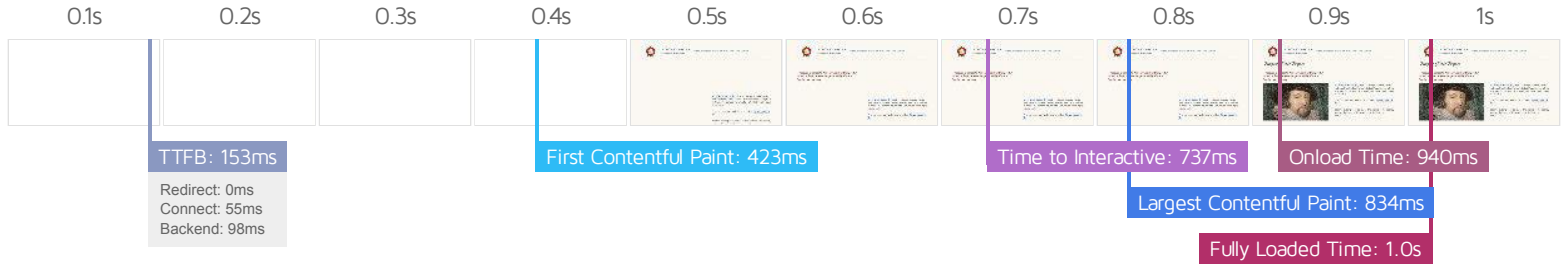 0.1s 0.2s 0.3s 0.4s 0.5s 0.6s 0.7s 0.8s 0.9s 1s
TTFB: 153ms
Redirect: 0ms
Connect: 55ms
Backend: 98ms
First Contentful Paint: 423ms
Time to Interactive: 737ms
Onload Time: 940ms
Largest Contentful Paint: 834ms
Fully Loaded Time: 1.0s